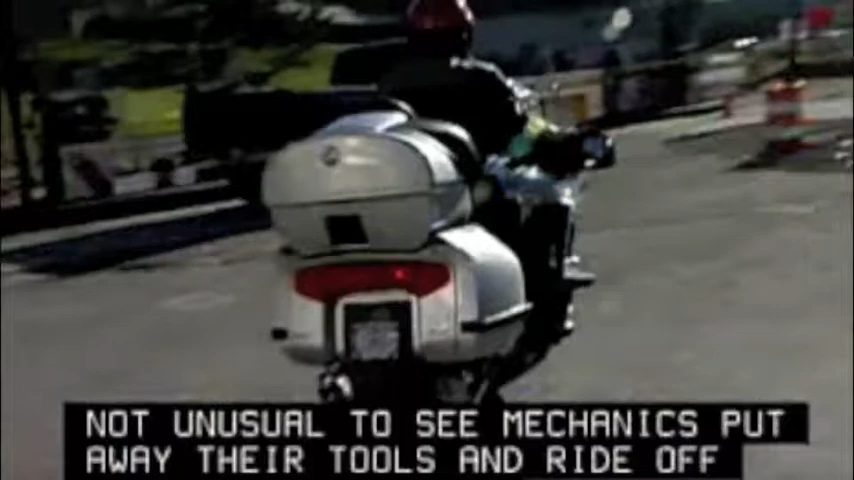 NOT UNUSUAL TO SEE MECHANICS PUT
AWAY THEIR TOOLS AND RIDE OFF